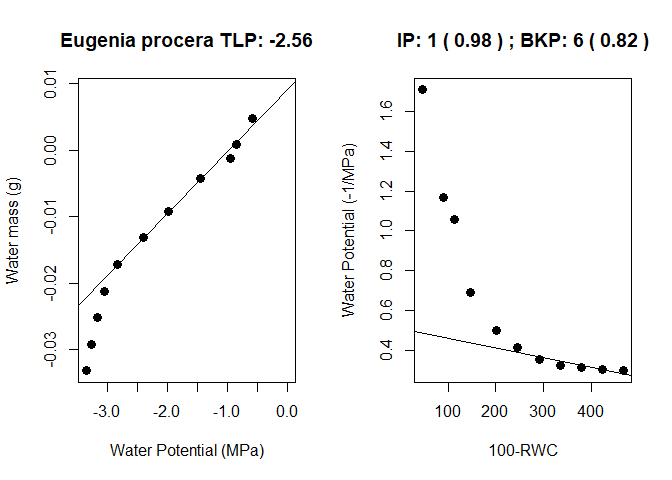 Eugenia procera TLP: -2.56
Water mass (g)
0.01
0.00
-0.01
-0.02
-0.03
-3.0 -2.0 -1.0 0.0
Water Potential (MPa)
IP: 1 ( 0.98 ) ; BKP: 6 ( 0.82 )
Water Potential (-1/MPa)
1.6
1.4
1.2
1.0
0.8
0.6
0.4
100 200 300 400
100-RWC